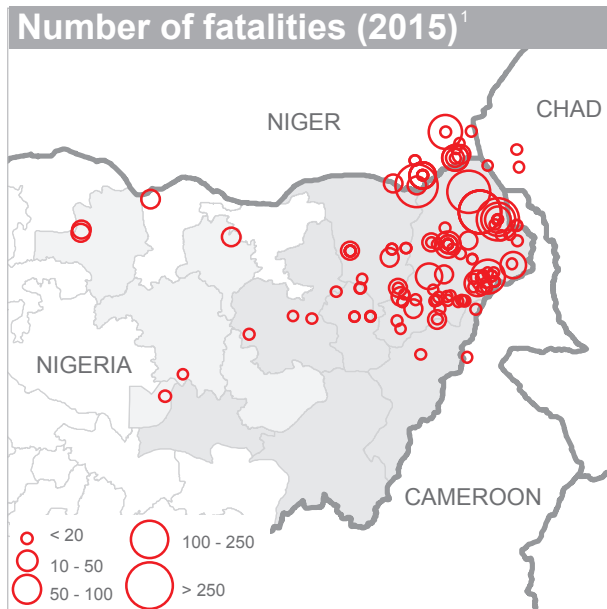 Number of fatalities (2015)¹
NIGER
CHAD
NIGERIA
CAMEROON
< 20
10 - 50
50 - 100
100 - 250
> 250